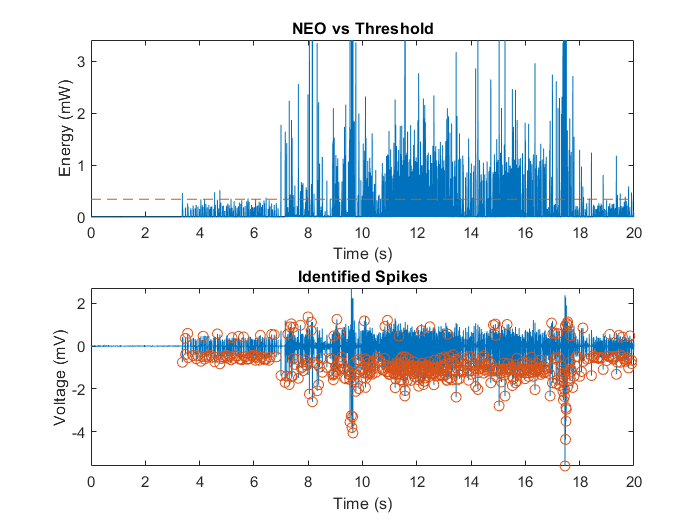 NEO vs Threshold
3
2
1
0
Energy (mW)
0 2 4 6 8 10 12 14 16 18 20
Time (s)
Identified Spikes
2
0
-2
-4
Voltage (mV)
0 2 4 6 8 10 12 14 16 18 20
Time (s)